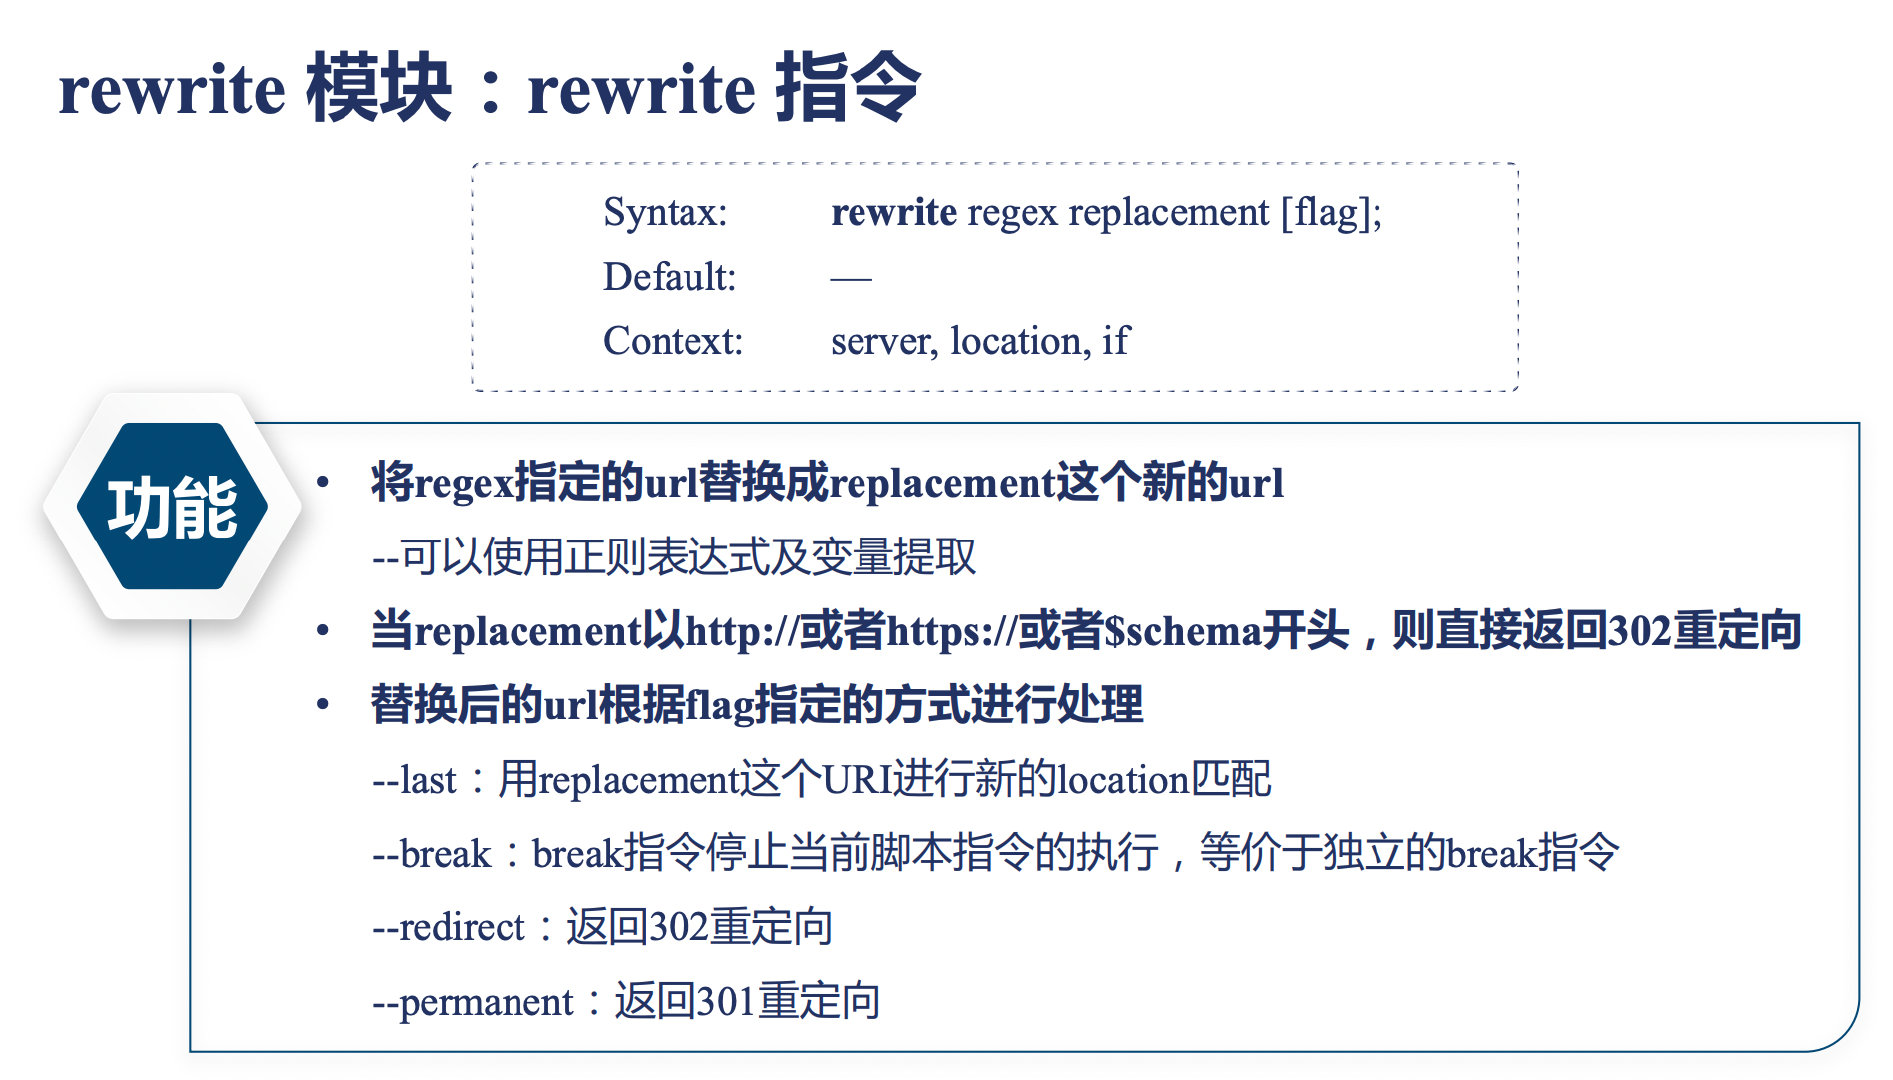 rewrite 模块：rewrite 指令
Syntax: rewrite regex replacement [flag];
Default: —
Context: server, location, if
功能
• 将regex指定的url替换成replacement这个新的url
--可以使用正则表达式及变量提取
• 当replacement以http://或者https://或者$schema开头，则直接返回302重定向
• 替换后的url根据flag指定的方式进行处理
--last：用replacement这个URI进行新的location匹配
--break：break指令停止当前脚本指令的执行，等价于独立的break指令
--redirect：返回302重定向
--permanent：返回301重定向